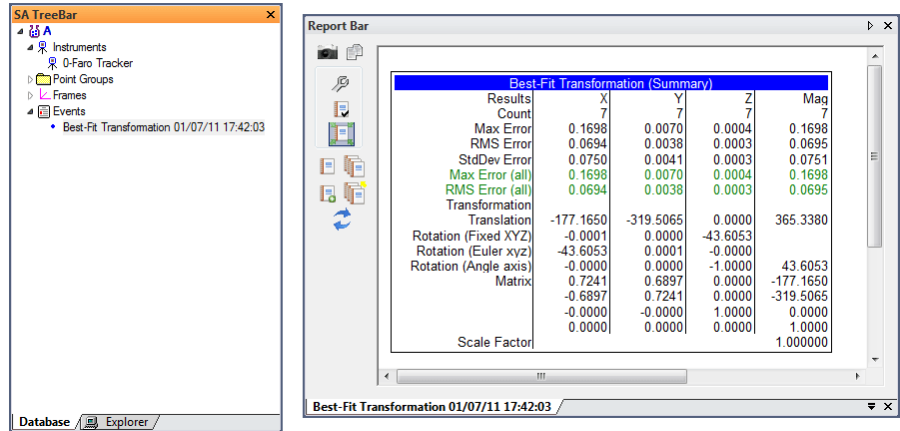 SA TreeBar
A
Instruments
0-Faro Tracker
Point Groups
Frames
Events
Best-Fit Transformation 01/07/11 17:42:03
Database Explorer
Report Bar
Best-Fit Transformation (Summary)
Results X Y Z Mag
Count 7 7 7 7
Max Error 0.1698 0.0070 0.0004 0.1698
RMS Error 0.0694 0.0038 0.0003 0.0695
StdDev Error 0.0750 0.0041 0.0003 0.0751
Max Error (all) 0.1698 0.0070 0.0004 0.1698
RMS Error (all) 0.0694 0.0038 0.0003 0.0695
Transformation
Translation -177.1650 -319.5065 0.0000 365.3380
Rotation (Fixed XYZ) -0.0001 0.0000 -43.6053
Rotation (Euler xyz) -43.6053 0.0001 -0.0000
Rotation (Angle axis) -0.0000 0.0000 -1.0000 43.6053
Matrix 0.7241 0.6897 0.0000 -177.1650
-0.6897 0.7241 0.0000 -319.5065
-0.0000 -0.0000 1.0000 0.0000
0.0000 0.0000 0.0000 1.0000
Scale Factor 1.000000
Best-Fit Transformation 01/07/11 17:42:03